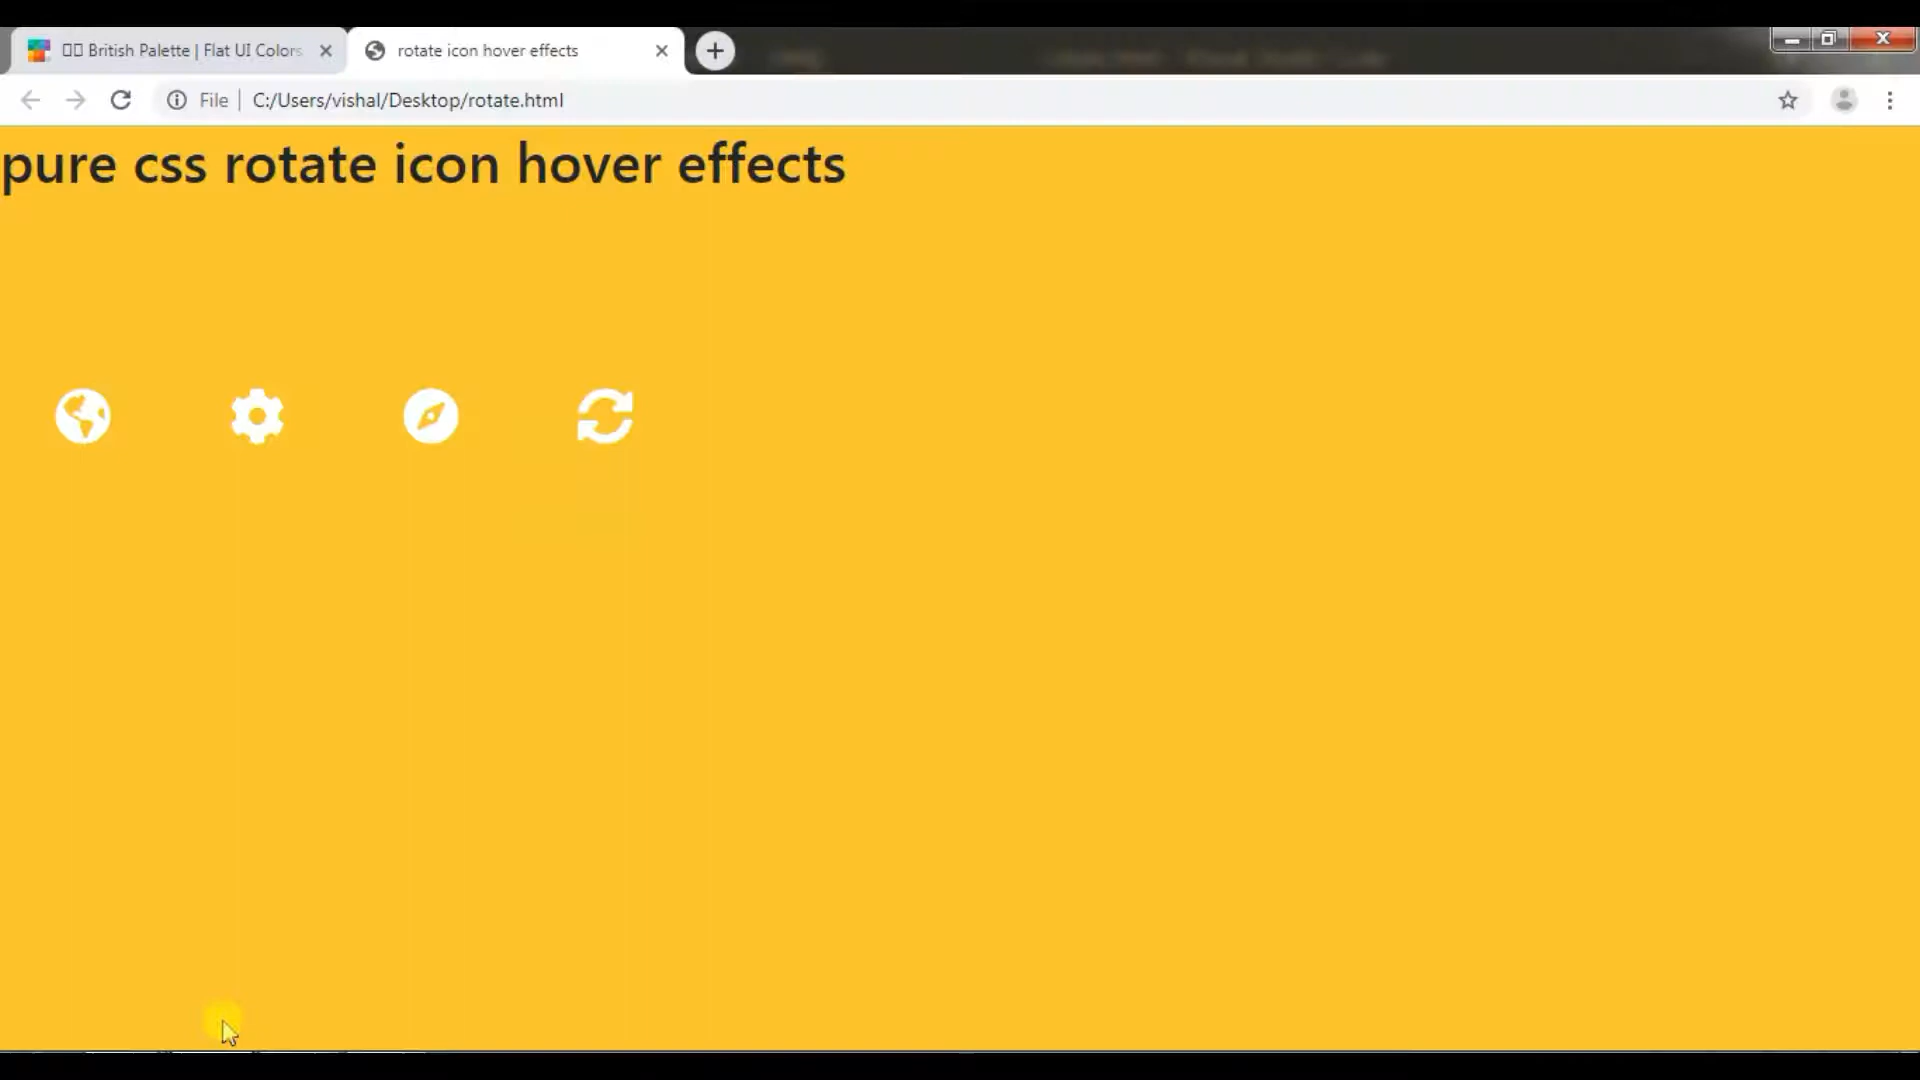 British Palette | Flat UI Colors
rotate icon hover effects
File | C:/Users/vishal/Desktop/rotate.html
pure css rotate icon hover effects